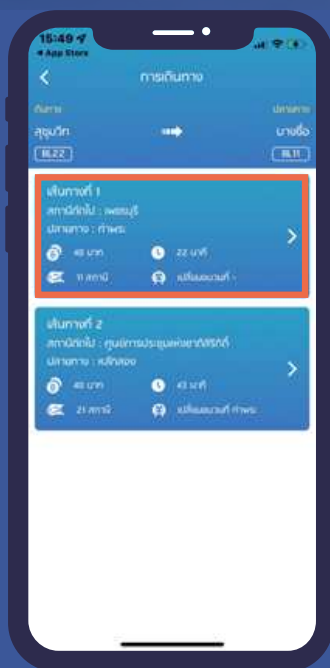 15:49
App Store
การเดินทาง
ต้นทาง
ปลายทาง
สุขุมวิท
บางซื่อ
BL22
BL11
เส้นทางที่ 1
สถานีถัดไป : เพชรบุรี
ปลายทาง : ท่าพระ
40 บาท
22 นาที
11 สถานี
เปลี่ยนขบวนที่ -
เส้นทางที่ 2
สถานีถัดไป : ศูนย์การประชุมแห่งชาติสิริกิติ์
ปลายทาง : หลักสอง
40 บาท
43 นาที
21 สถานี
เปลี่ยนขบวนที่ ท่าพระ